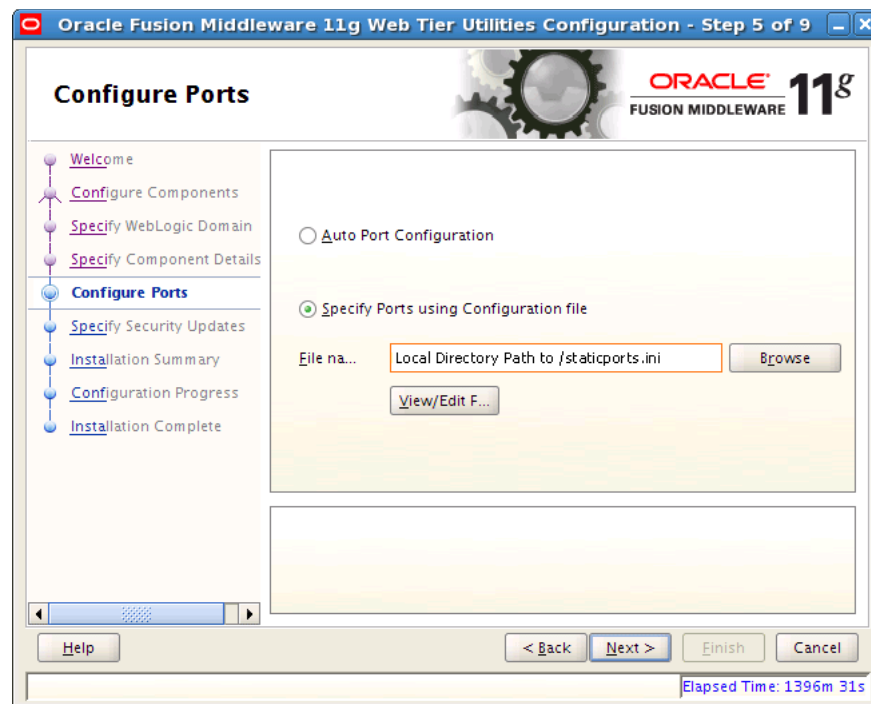 Oracle Fusion Middleware 11g Web Tier Utilities Configuration - Step 5 of 9
Configure Ports
ORACLE
FUSION MIDDLEWARE 11g
Welcome
Configure Components
Specify WebLogic Domain
Specify Component Details
Configure Ports
Specify Security Updates
Installation Summary
Configuration Progress
Installation Complete
Auto Port Configuration
Specify Ports using Configuration file
File na... Local Directory Path to /staticports.ini Browse
View/Edit F...
Help < Back Next > Finish Cancel
Elapsed Time: 1396m 31s